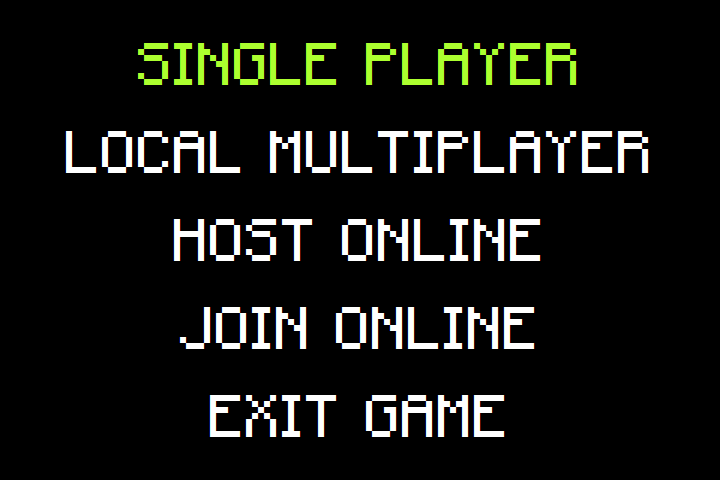 SINGLE PLAYER
LOCAL MULTIPLAYER
HOST ONLINE
JOIN ONLINE
EXIT GAME